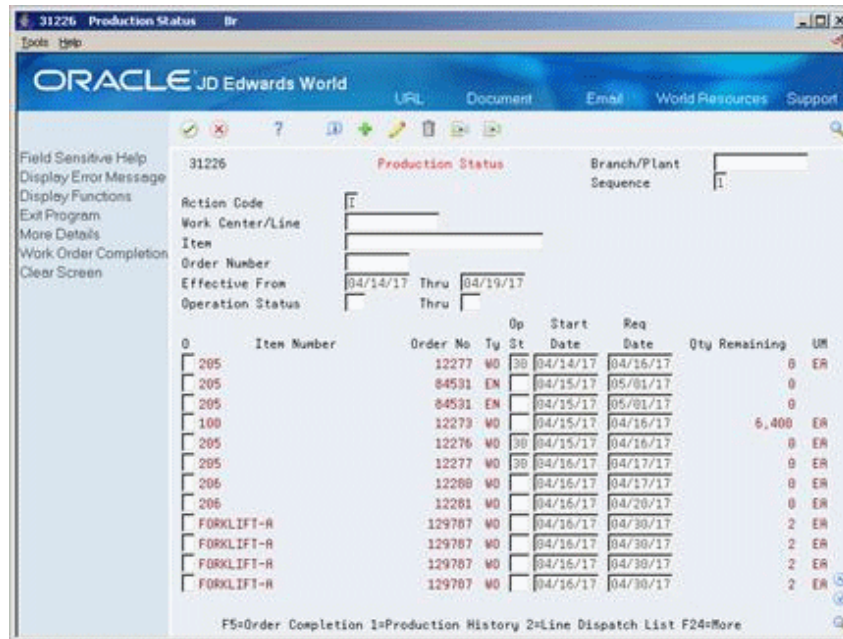 31226 Production Status Br
Tools Help
ORACLE JD Edwards World
URL Document Email World Resources Support
Field Sensitive Help
Display Error Message
Display Functions
Exit Program
More Details
Work Order Completion
Clear Screen
31226 Production Status Branch/Plant
Sequence 1
Action Code I
Work Center/Line
Item
Order Number
Effective From 04/14/17 Thru 04/19/17
Operation Status Thru
Op Start Req
O Item Number Order No Ty St Date Date Qty Remaining UM
205 12277 WO 30 04/14/17 04/16/17 0 EA
205 84531 EN 04/15/17 05/01/17 0
205 84531 EN 04/15/17 05/01/17 0
100 12273 WO 04/15/17 04/16/17 6,400 EA
205 12276 WO 30 04/15/17 04/16/17 0 EA
205 12277 WO 30 04/16/17 04/17/17 0 EA
206 12280 WO 04/16/17 04/17/17 0 EA
206 12281 WO 04/16/17 04/20/17 0 EA
FORKLIFT-A 129787 WO 04/16/17 04/30/17 2 EA
FORKLIFT-A 129787 WO 04/16/17 04/30/17 2 EA
FORKLIFT-A 129787 WO 04/16/17 04/30/17 2 EA
FORKLIFT-A 129787 WO 04/16/17 04/30/17 2 EA
F5=Order Completion 1=Production History 2=Line Dispatch List F24=More